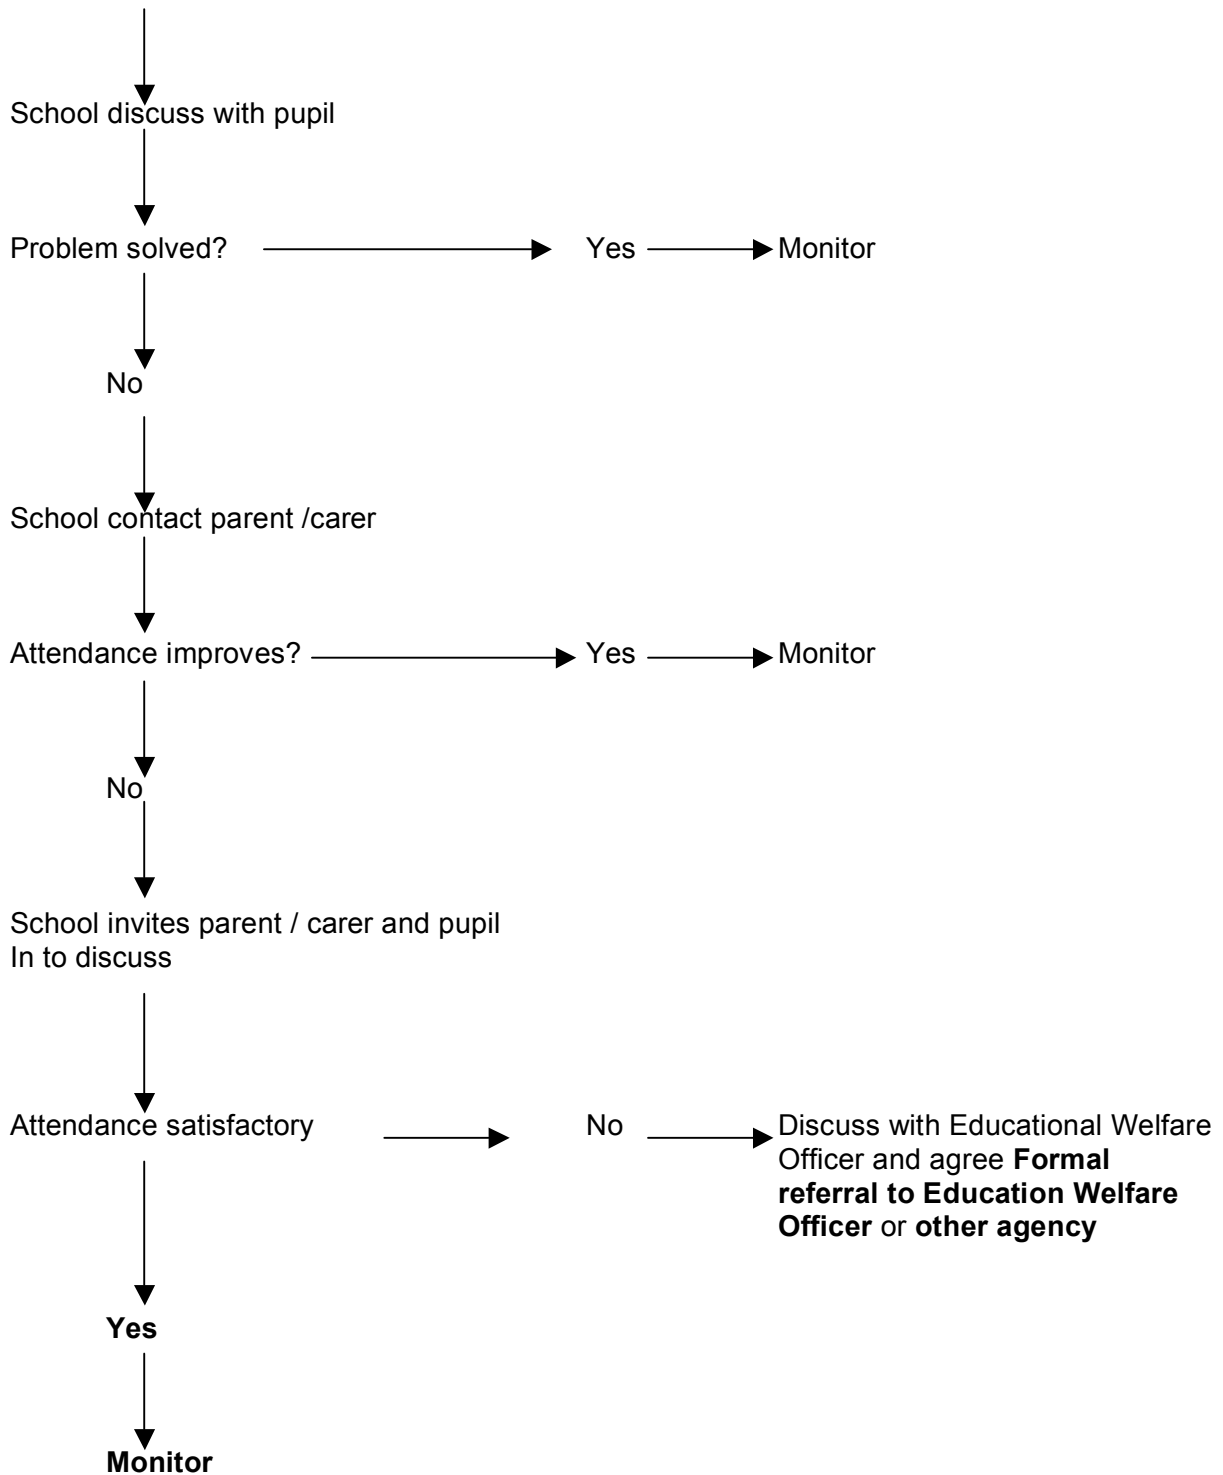 School discuss with pupil
Problem solved? Yes Monitor
No
School contact parent /carer
Attendance improves? Yes Monitor
No
School invites parent / carer and pupil
In to discuss
Attendance satisfactory No Discuss with Educational Welfare
Officer and agree Formal
referral to Education Welfare
Officer or other agency
Yes
Monitor